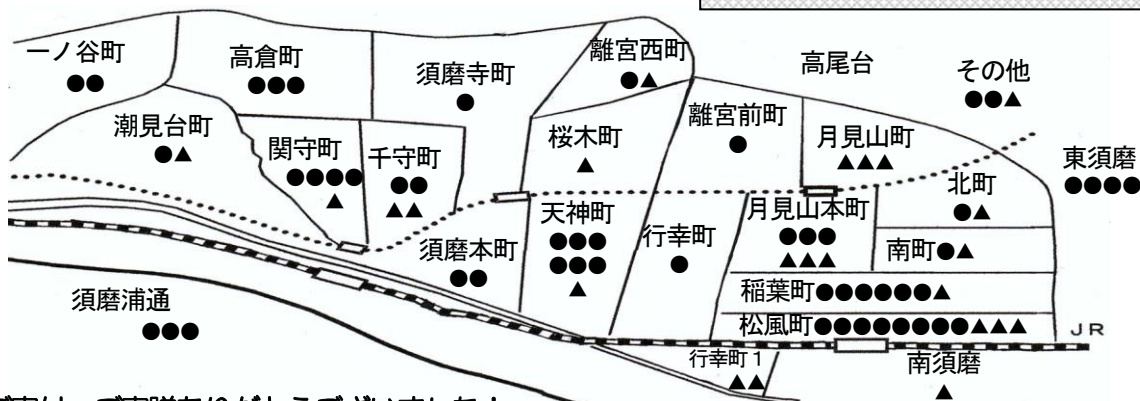 一ノ谷町
●●
高倉町
●●●
須磨寺町
●
離宮西町
●▲
高尾台
その他
●●▲
潮見台町
●▲
関守町
●●●●
▲
千守町
●●
▲▲
桜木町
▲
離宮前町
●
月見山町
▲▲▲
東須磨
●●●●
北町
●▲
須磨本町
●●
天神町
●●●
●●●
▲
行幸町
●
月見山本町
●●●
▲▲▲
南町●▲
稲葉町●●●●●●▲
松風町●●●●●●●●▲▲▲
JR
須磨浦通
●●●
行幸町1
▲▲
南須磨
▲